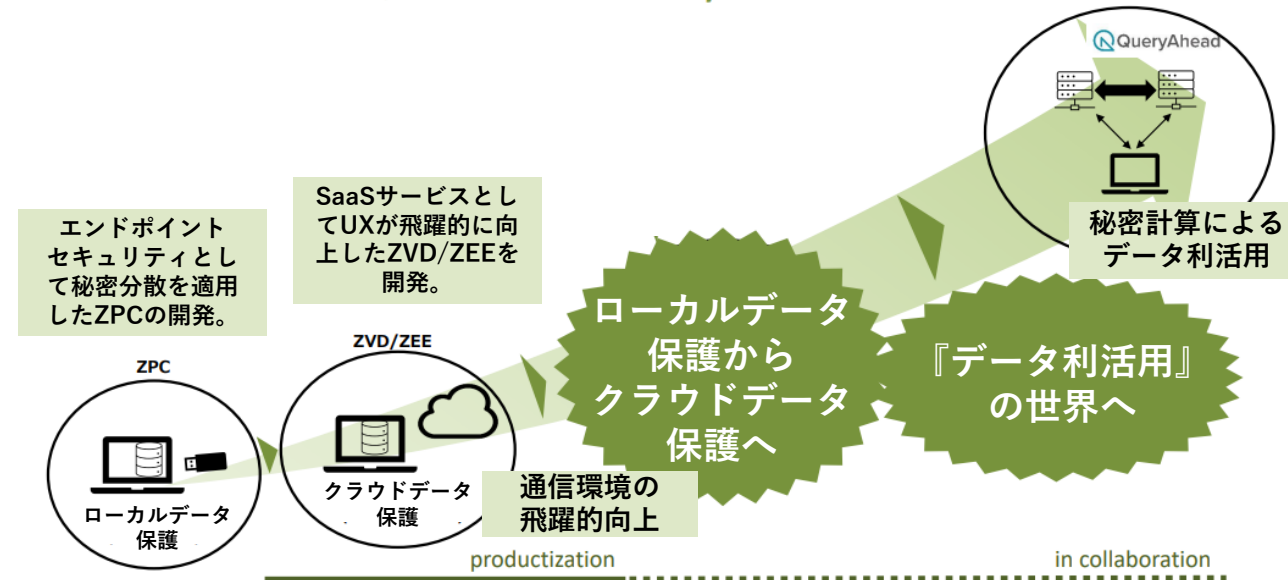 QueryAhead
秘密計算による
データ利活用
SaaSサービスとし
てUXが飛躍的に向
上したZVD/ZEEを
開発。
エンドポイント
セキュリティとし
て秘密分散を適用
したZPCの開発。
ローカルデータ
保護から
クラウドデータ
保護へ
『データ利活用』
の世界へ
ZVD/ZEE
ZPC
クラウドデータ
保護
ローカルデータ
保護
通信環境の
飛躍的向上
productization
in collaboration